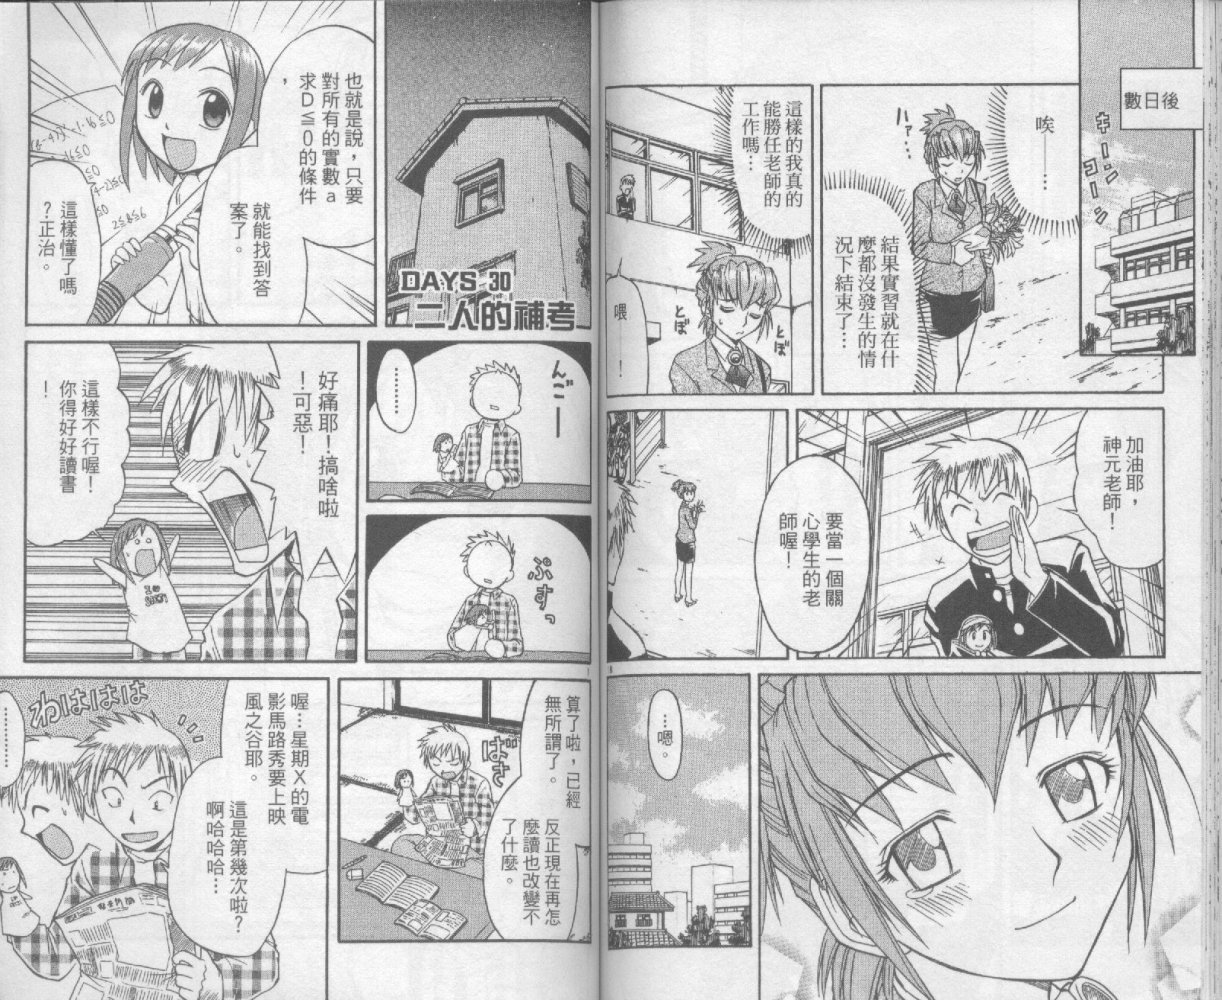 數日後
キーン
コーン
唉……
ハァ…
結果實習就在什
麼都沒發生的情
況下結束了…
這樣的我真的
能勝任老師的
工作嗎…
とぼ
とぼ
喂
！
加油耶，
神元老師！
要當一個關
心學生的老
師喔！
…嗯。
DAYS 30
二人的補考
也就是說，只要
對所有的實數a
求D≦0的條件
，
就能找到答
案了。
這樣懂了嗎
？正治。
んごー
………
ぷすっ
好痛耶！搞啥啦
！可惡！
這樣不行喔！
你得好好讀書
！
算了啦，已經
無所謂了。
反正現在再怎
麼讀也改變不
了什麼。
ばさ
喔…星期X的電
影馬路秀要上映
風之谷耶。
這是第幾次啦？
啊哈哈哈…
わははは
………